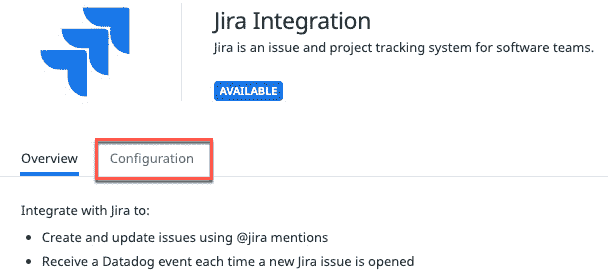 Jira Integration
Jira is an issue and project tracking system for software teams.
AVAILABLE
Overview Configuration
Integrate with Jira to:
• Create and update issues using @jira mentions
• Receive a Datadog event each time a new Jira issue is opened